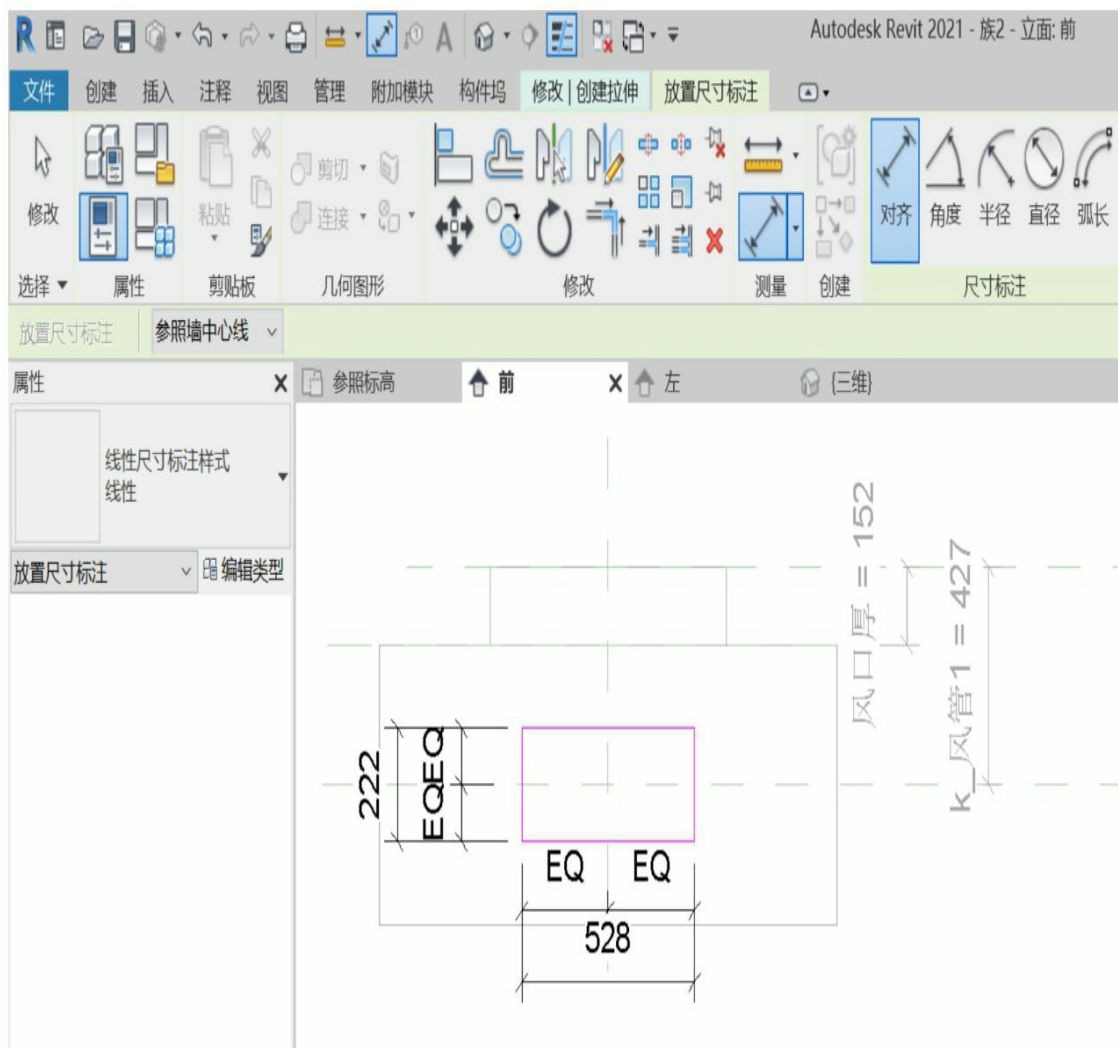 Autodesk Revit 2021 - 族2 - 立面: 前
文件 创建 插入 注释 视图 管理 附加模块 构件坞 修改 | 创建拉伸 放置尺寸标注
修改
粘贴
剪切
连接
对齐 角度 半径 直径 弧长
选择 属性 剪贴板 几何图形 修改 测量 创建 尺寸标注
放置尺寸标注 参照墙中心线
属性 参照标高 前 左 {三维}
线性尺寸标注样式
线性
放置尺寸标注 编辑类型
风口厚 = 152
k_风管1 = 427
222
EQ EQ
EQ EQ
528